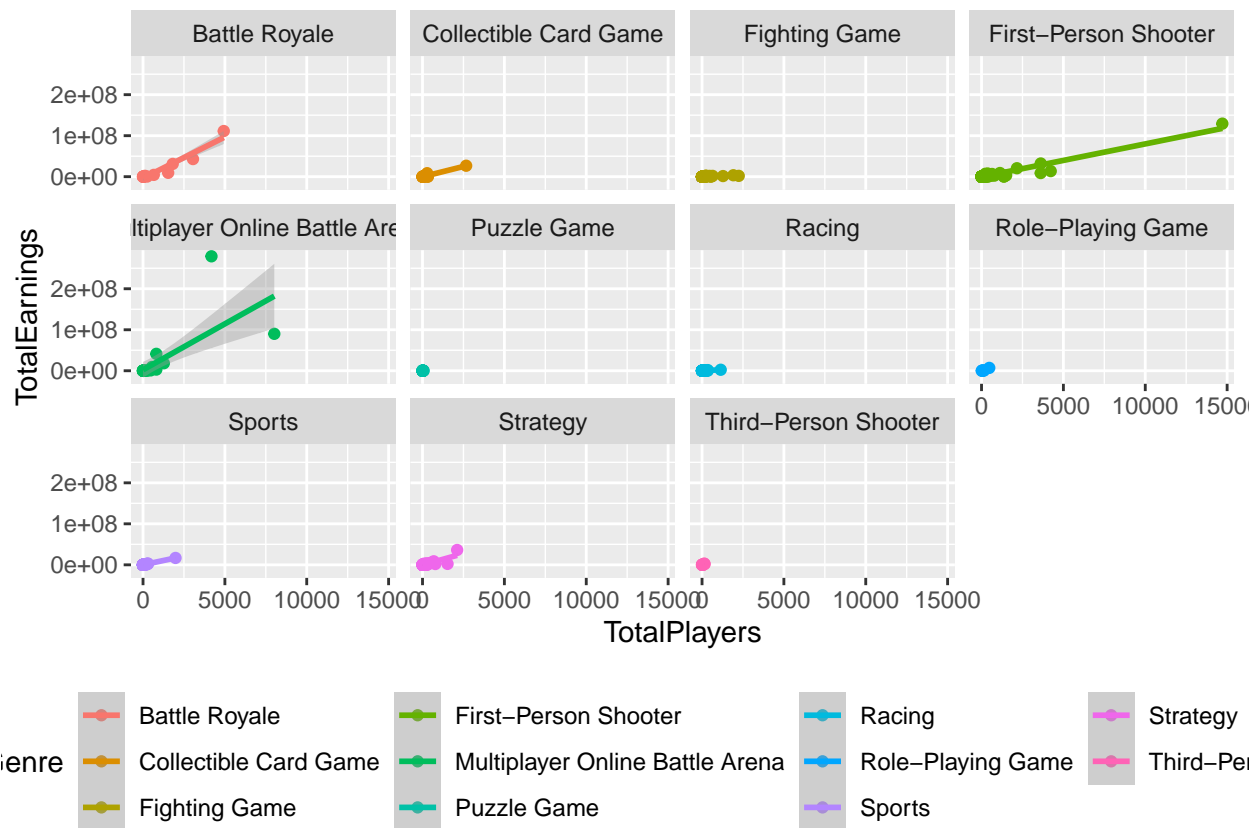 Battle Royale Collectible Card Game Fighting Game First−Person Shooter
2e+08
1e+08
0e+00
ltiplayer Online Battle Are Puzzle Game Racing Role−Playing Game
2e+08
1e+08
0e+00
0 5000 10000 15000
Sports Strategy Third−Person Shooter
2e+08
1e+08
0e+00
0 5000 10000 15000 0 5000 10000 15000 0 5000 10000 15000
TotalEarnings
TotalPlayers
Genre
Battle Royale First−Person Shooter Racing Strategy
Collectible Card Game Multiplayer Online Battle Arena Role−Playing Game Third−Per
Fighting Game Puzzle Game Sports